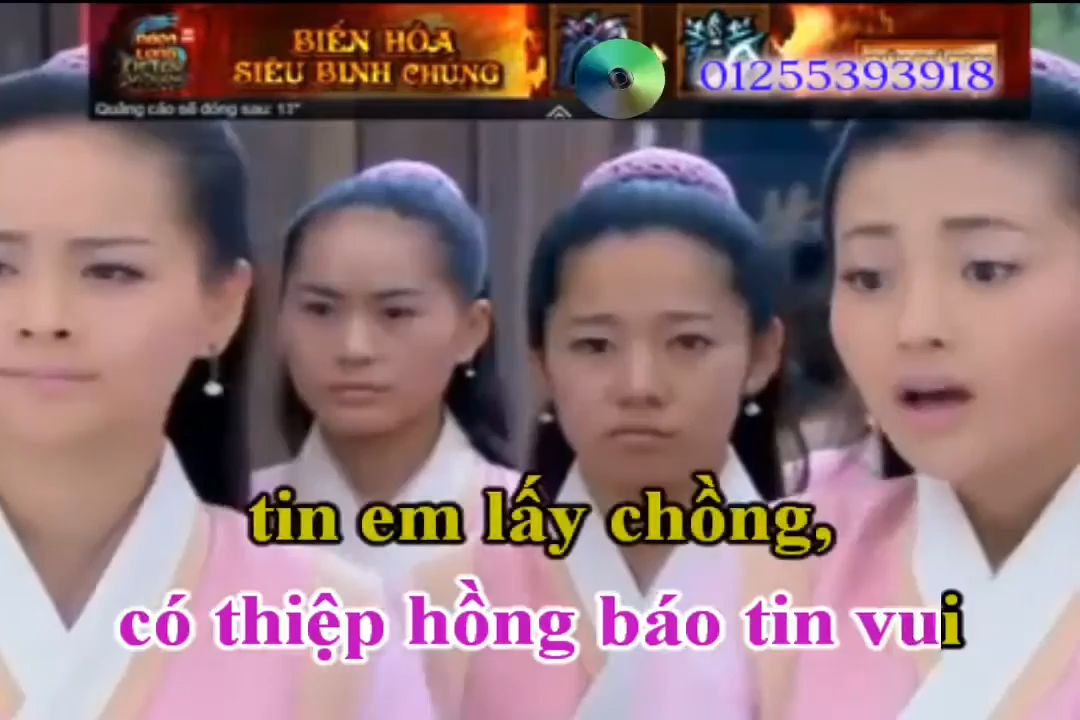 BIẾN HÓA
SIÊU BINH CHỦNG
01255393918
Quảng cáo sẽ đóng sau: 17"
tin em lấy chồng,
có thiệp hồng báo tin vui